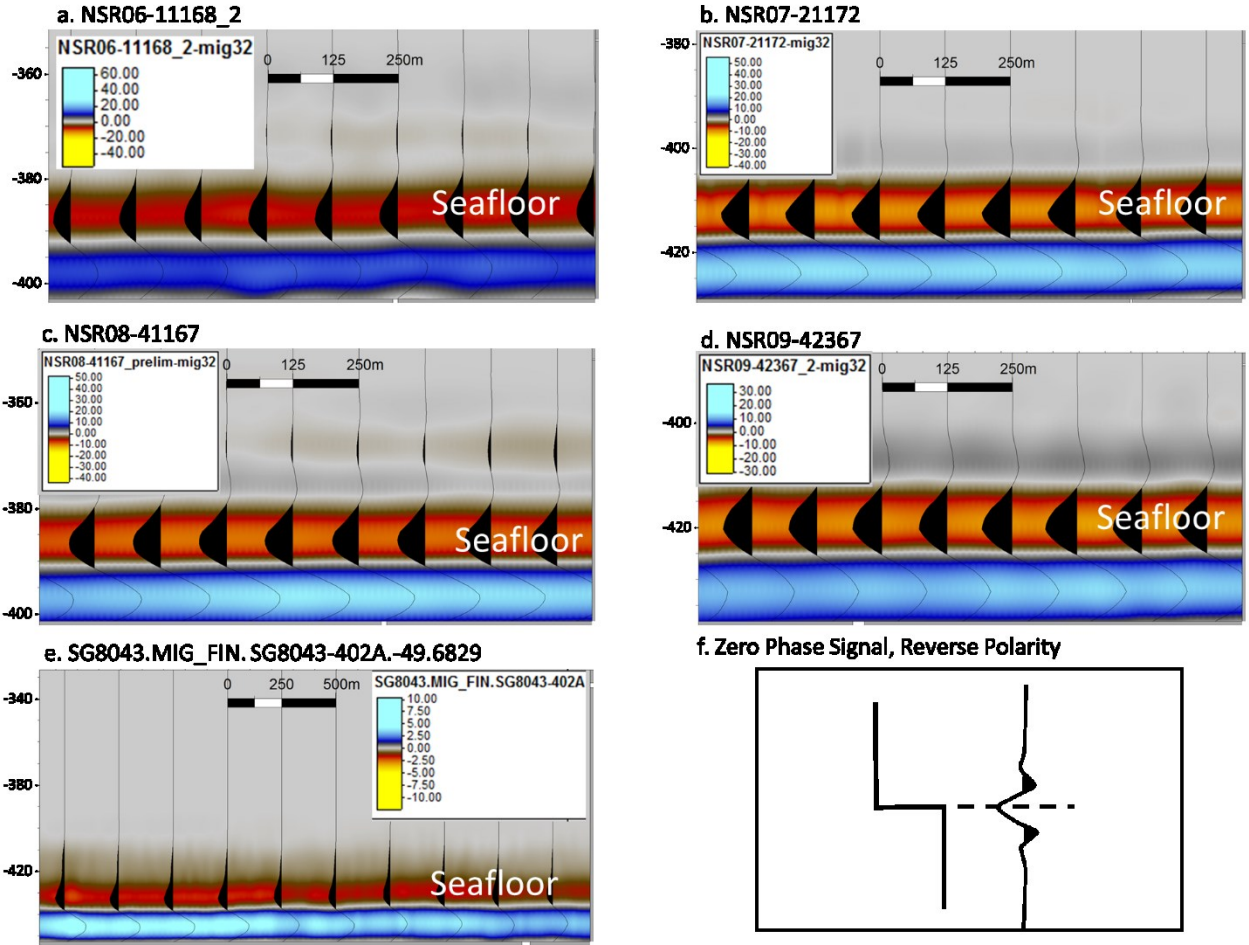 a. NSR06-11168_2
NSR06-11168_2-mig32
60.00
40.00
20.00
0.00
-20.00
-40.00
0 125 250m
-360
-380
-400
Seafloor
b. NSR07-21172
NSR07-21172-mig32
50.00
40.00
30.00
20.00
10.00
0.00
-10.00
-20.00
-30.00
-40.00
0 125 250m
-380
-400
-420
Seafloor
c. NSR08-41167
NSR08-41167_prelim-mig32
50.00
40.00
30.00
20.00
10.00
0.00
-10.00
-20.00
-30.00
-40.00
0 125 250m
-360
-380
-400
Seafloor
d. NSR09-42367
NSR09-42367_2-mig32
30.00
20.00
10.00
0.00
-10.00
-20.00
-30.00
0 125 250m
-400
-420
Seafloor
e. SG8043.MIG_FIN.SG8043-402A.-49.6829
SG8043.MIG_FIN.SG8043-402A
10.00
7.50
5.00
2.50
0.00
-2.50
-5.00
-7.50
-10.00
0 250 500m
-340
-380
-420
Seafloor
f. Zero Phase Signal, Reverse Polarity